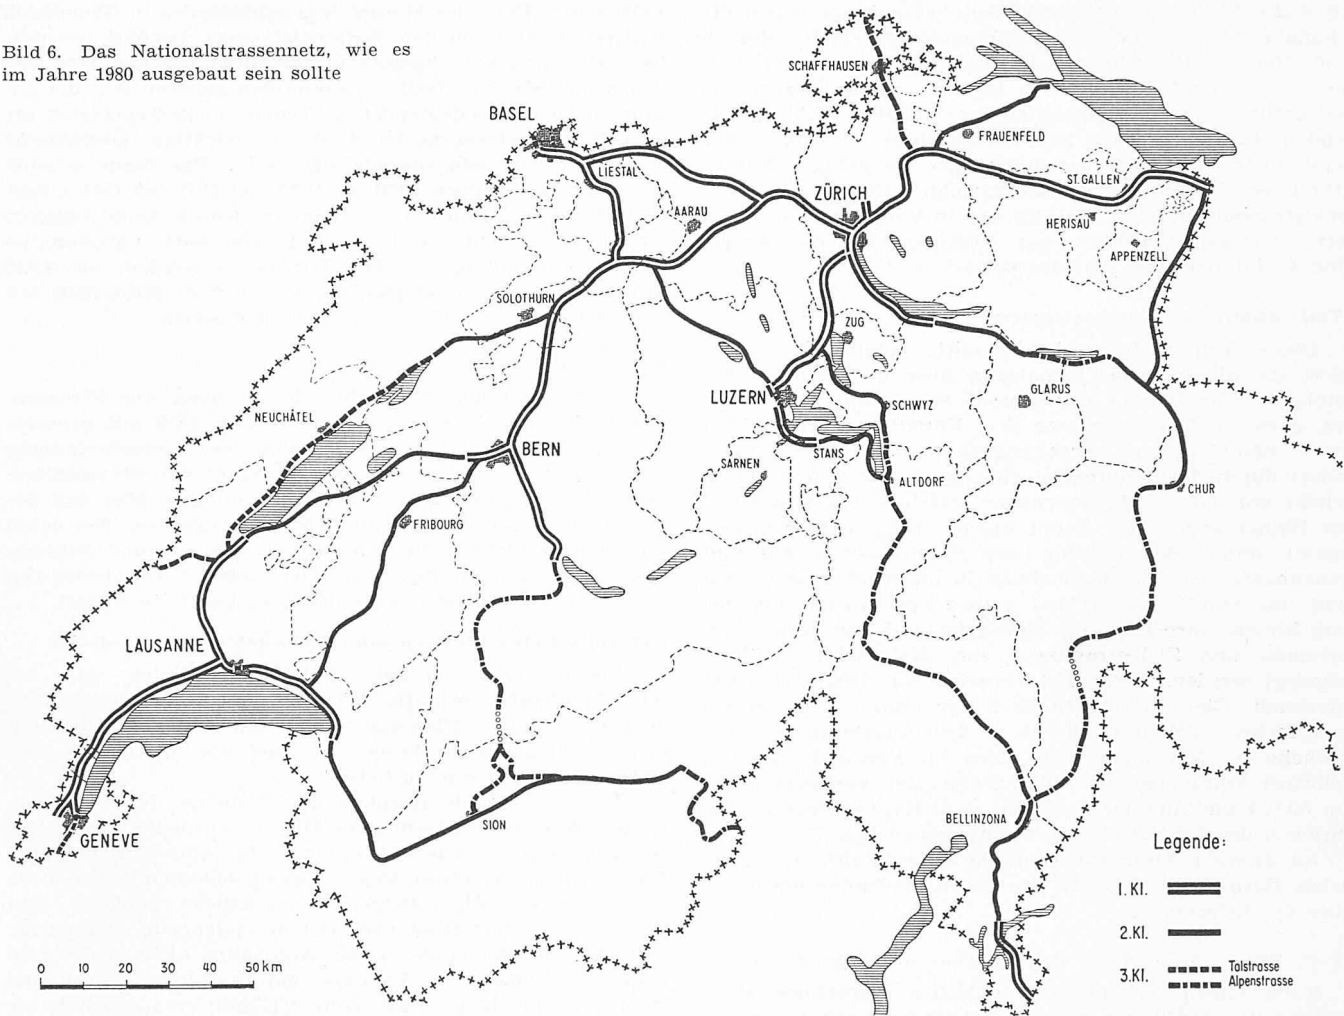 Bild 6. Das Nationalstrassennetz, wie es
im Jahre 1980 ausgebaut sein sollte
SCHAFFHAUSEN
BASEL
FRAUENFELD
LIESTAL
ST. GALLEN
ZÜRICH
AARAU
HERISAU
APPENZELL
SOLOTHURN
ZUG
GLARUS
LUZERN
SCHWYZ
NEUCHÂTEL
BERN
STANS
SARNEN
ALTDORF
CHUR
FRIBOURG
LAUSANNE
BELLINZONA
SION
GENÈVE
Legende:
1. Kl.
2. Kl.
3. Kl. Talstrasse
Alpenstrasse
0 10 20 30 40 50 km